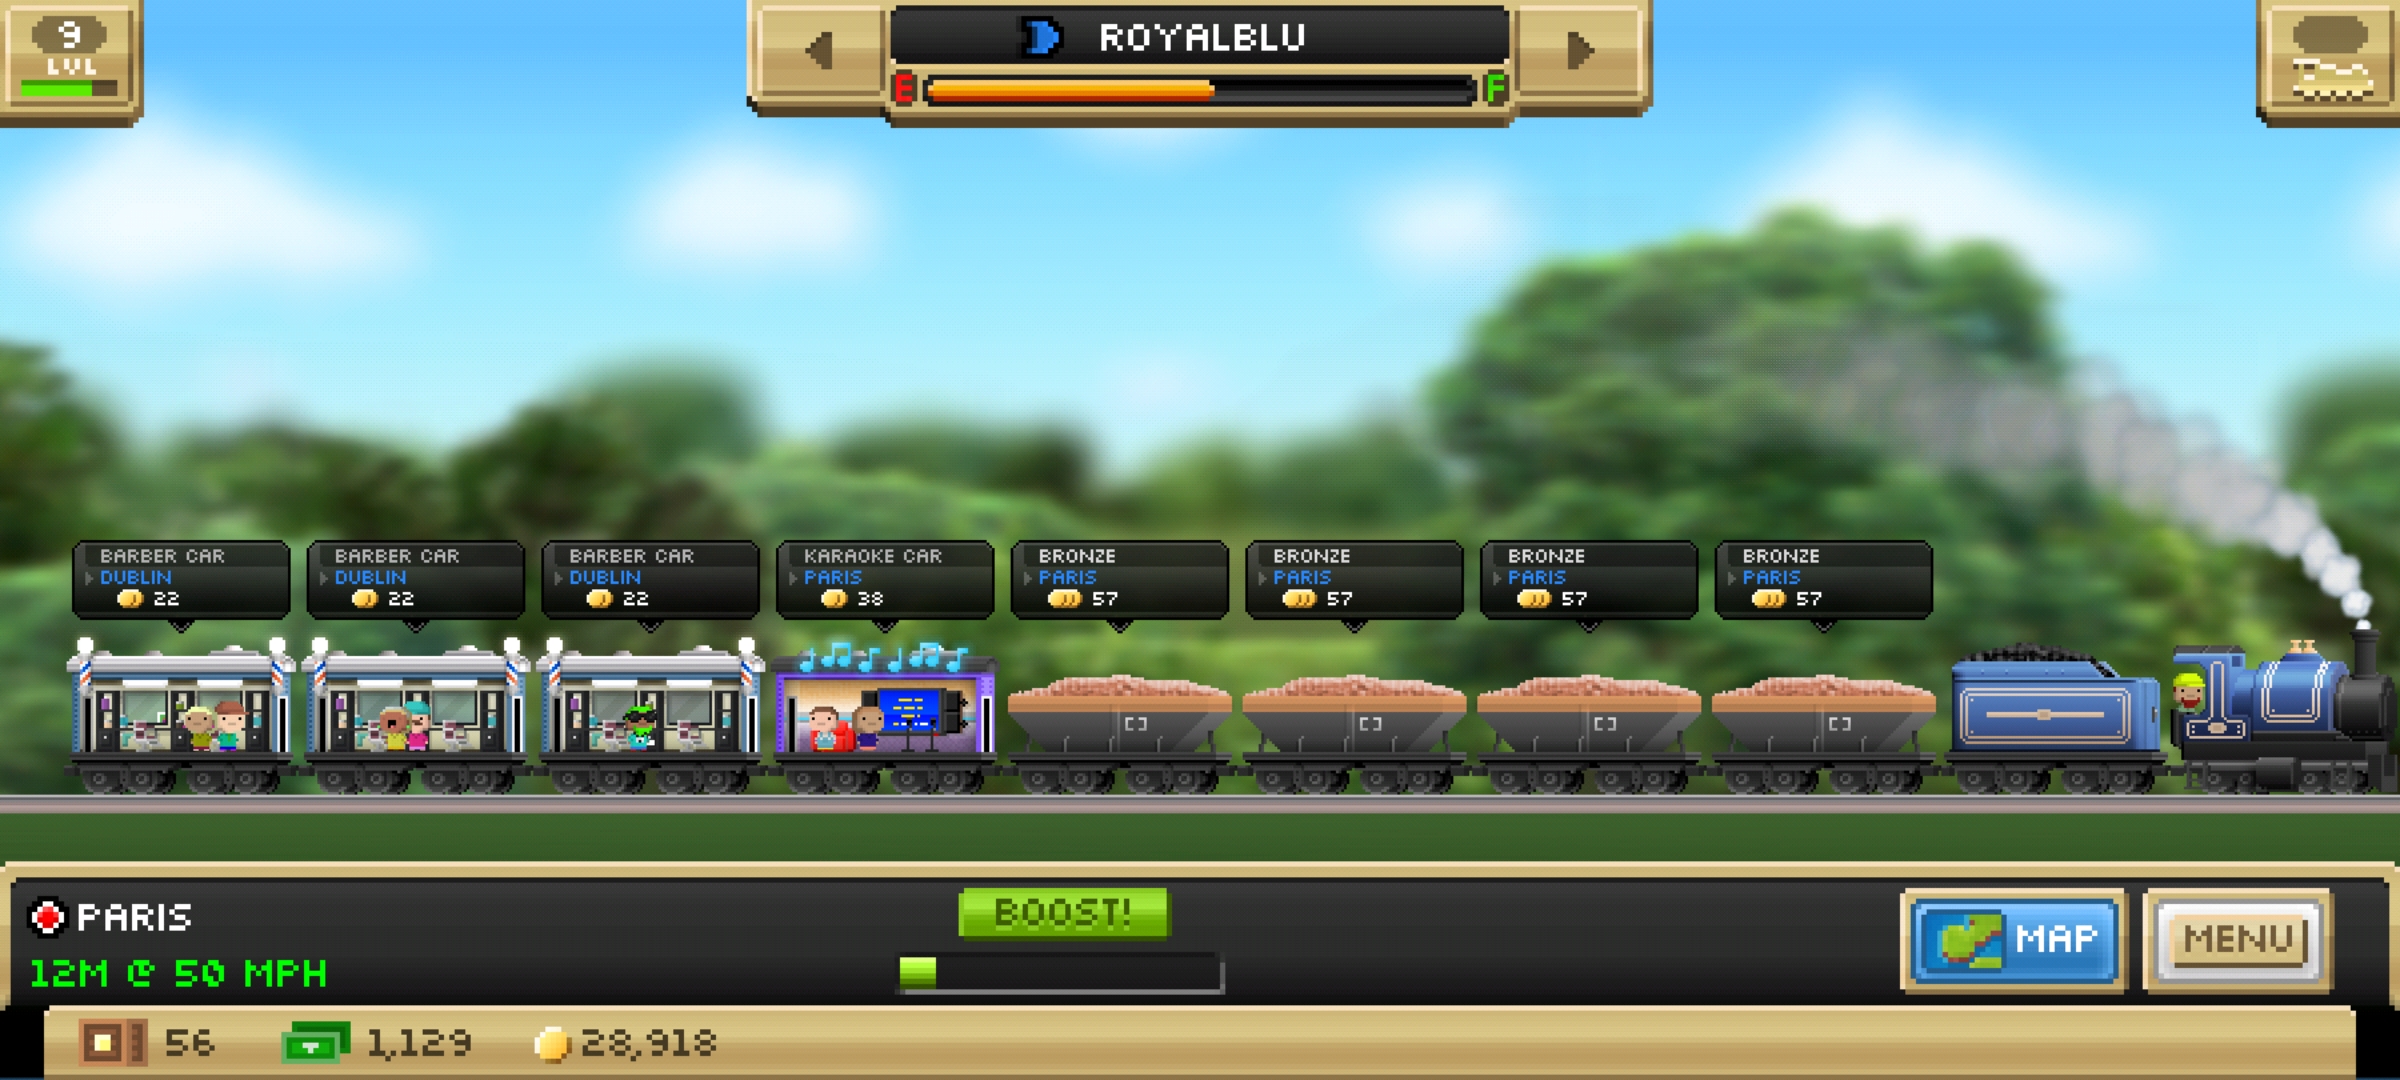 9
LVL
ROYALBLU
E
F
BARBER CAR
DUBLIN
22
BARBER CAR
DUBLIN
22
BARBER CAR
DUBLIN
22
KARAOKE CAR
PARIS
38
BRONZE
PARIS
57
BRONZE
PARIS
57
BRONZE
PARIS
57
BRONZE
PARIS
57
PARIS
12M @ 50 MPH
BOOST!
MAP
MENU
56
1,129
28,918